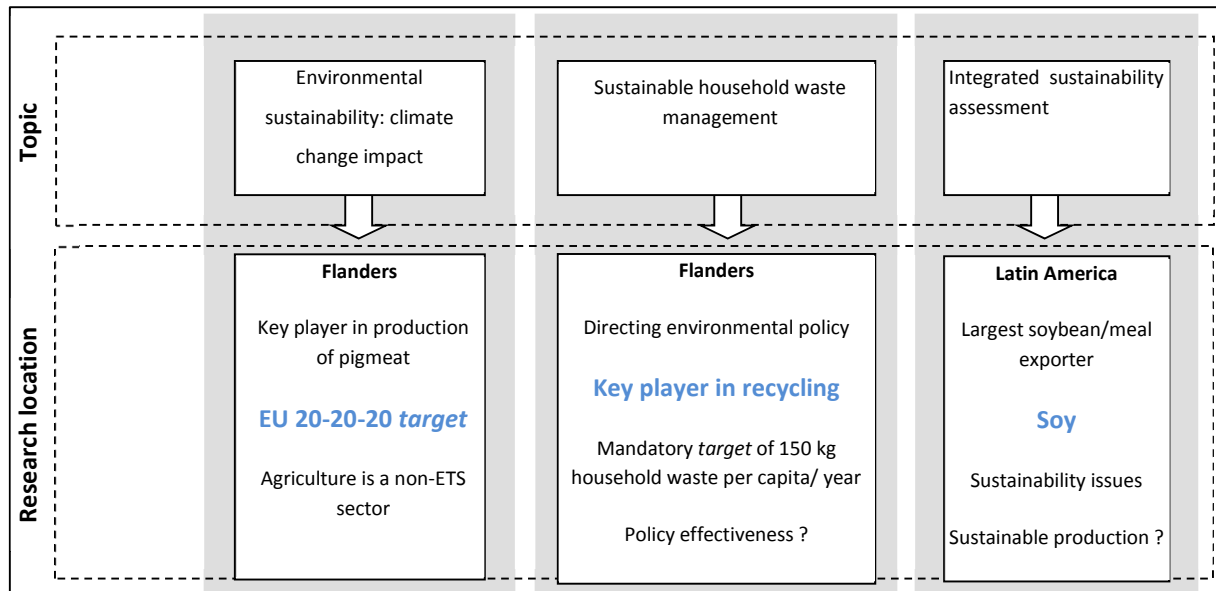 Topic
Environmental
sustainability: climate
change impact
Sustainable household waste
management
Integrated sustainability
assessment
Research location
Flanders
Key player in production
of pigmeat
EU 20-20-20 target
Agriculture is a non-ETS
sector
Flanders
Directing environmental policy
Key player in recycling
Mandatory target of 150 kg
household waste per capita/ year
Policy effectiveness ?
Latin America
Largest soybean/meal
exporter
Soy
Sustainability issues
Sustainable production ?